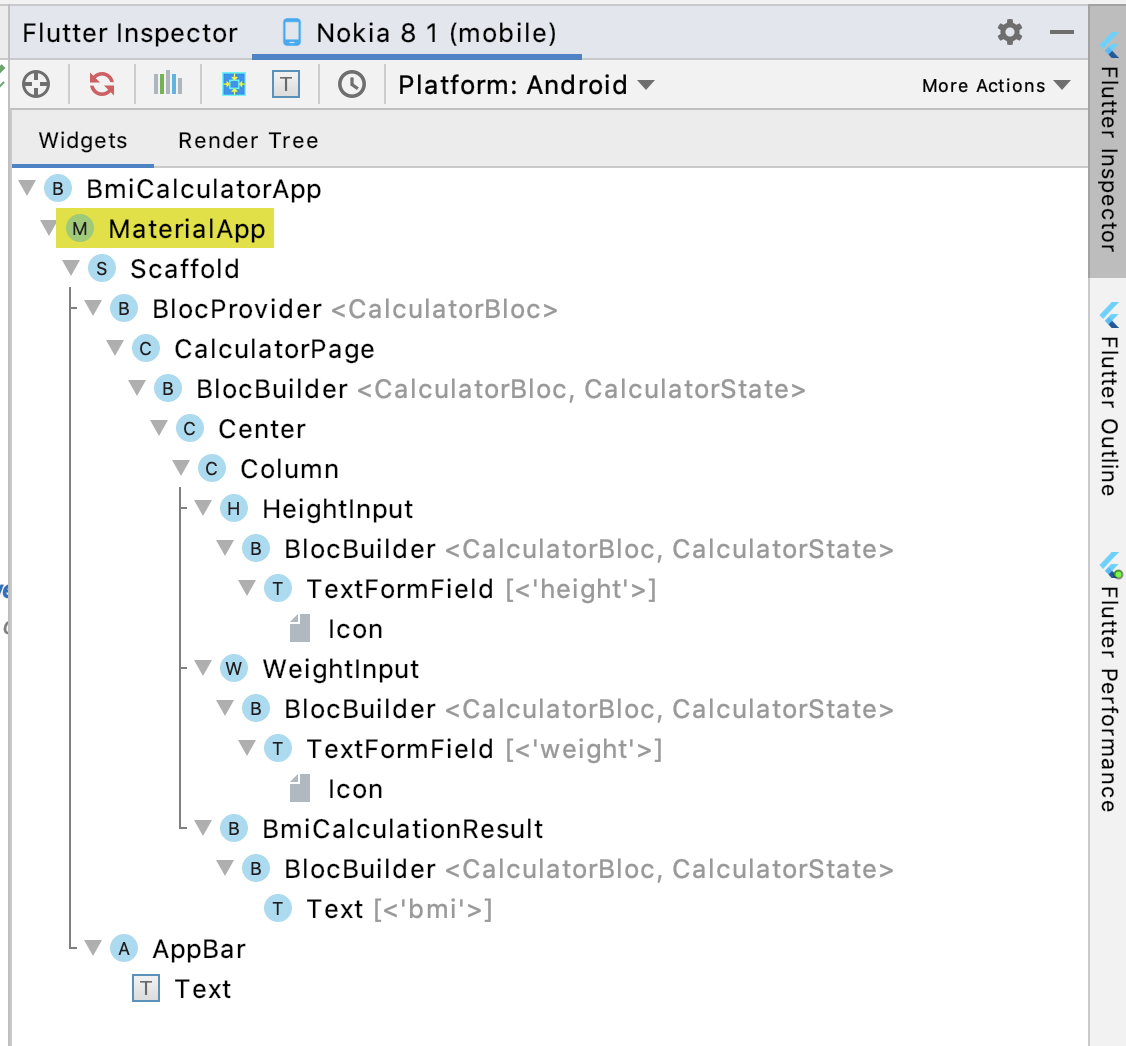 Flutter Inspector Nokia 8 1 (mobile)
T Platform: Android More Actions
Widgets Render Tree
B BmiCalculatorApp
M MaterialApp
S Scaffold
B BlocProvider <CalculatorBloc>
C CalculatorPage
B BlocBuilder <CalculatorBloc, CalculatorState>
C Center
C Column
H HeightInput
B BlocBuilder <CalculatorBloc, CalculatorState>
T TextFormField [<'height'>]
Icon
W WeightInput
B BlocBuilder <CalculatorBloc, CalculatorState>
T TextFormField [<'weight'>]
Icon
B BmiCalculationResult
B BlocBuilder <CalculatorBloc, CalculatorState>
T Text [<'bmi'>]
A AppBar
T Text
Flutter Inspector
Flutter Outline
Flutter Performance